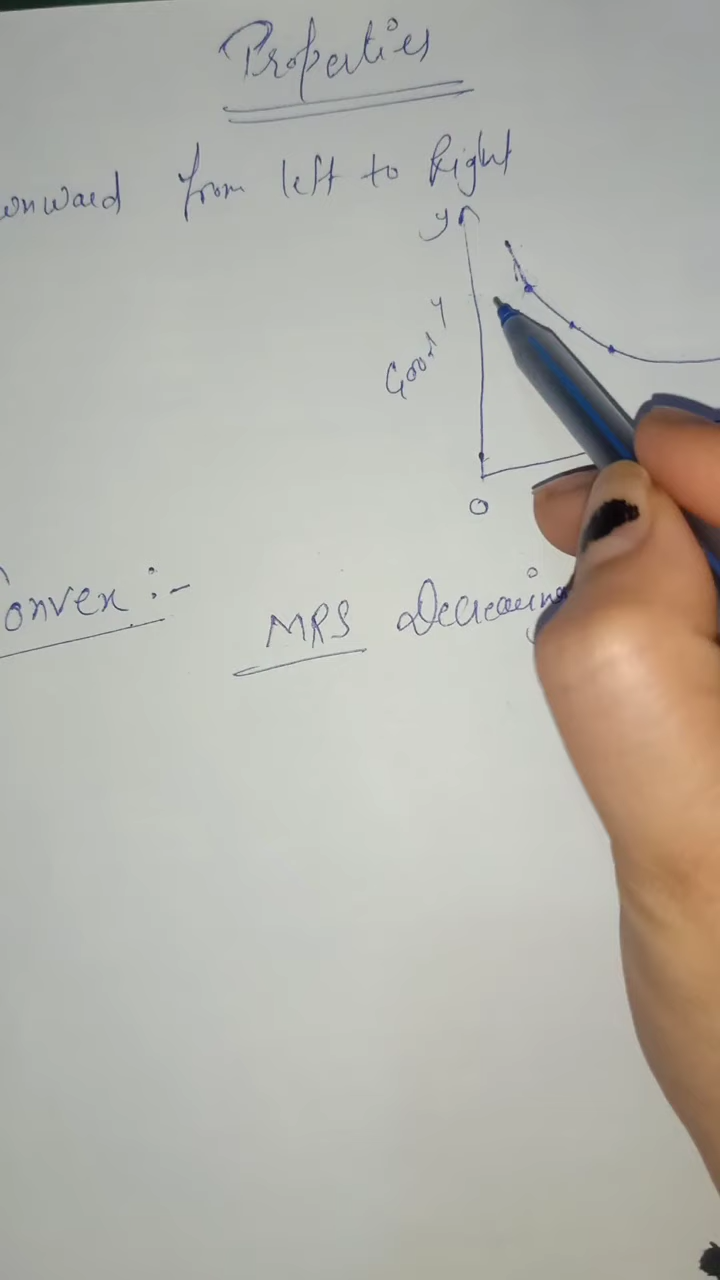 Properties
onward from left to Right
y
Good Y
O
onvex :-
MRS Decreasing